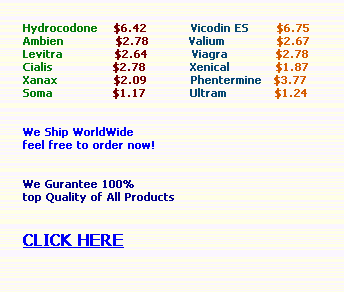 Hydrocodone $6.42 Vicodin ES $6.75
Ambien $2.78 Valium $2.67
Levitra $2.64 Viagra $2.78
Cialis $2.78 Xenical $1.87
Xanax $2.09 Phentermine $3.77
Soma $1.17 Ultram $1.24
We Ship WorldWide
feel free to order now!
We Gurantee 100%
top Quality of All Products
CLICK HERE